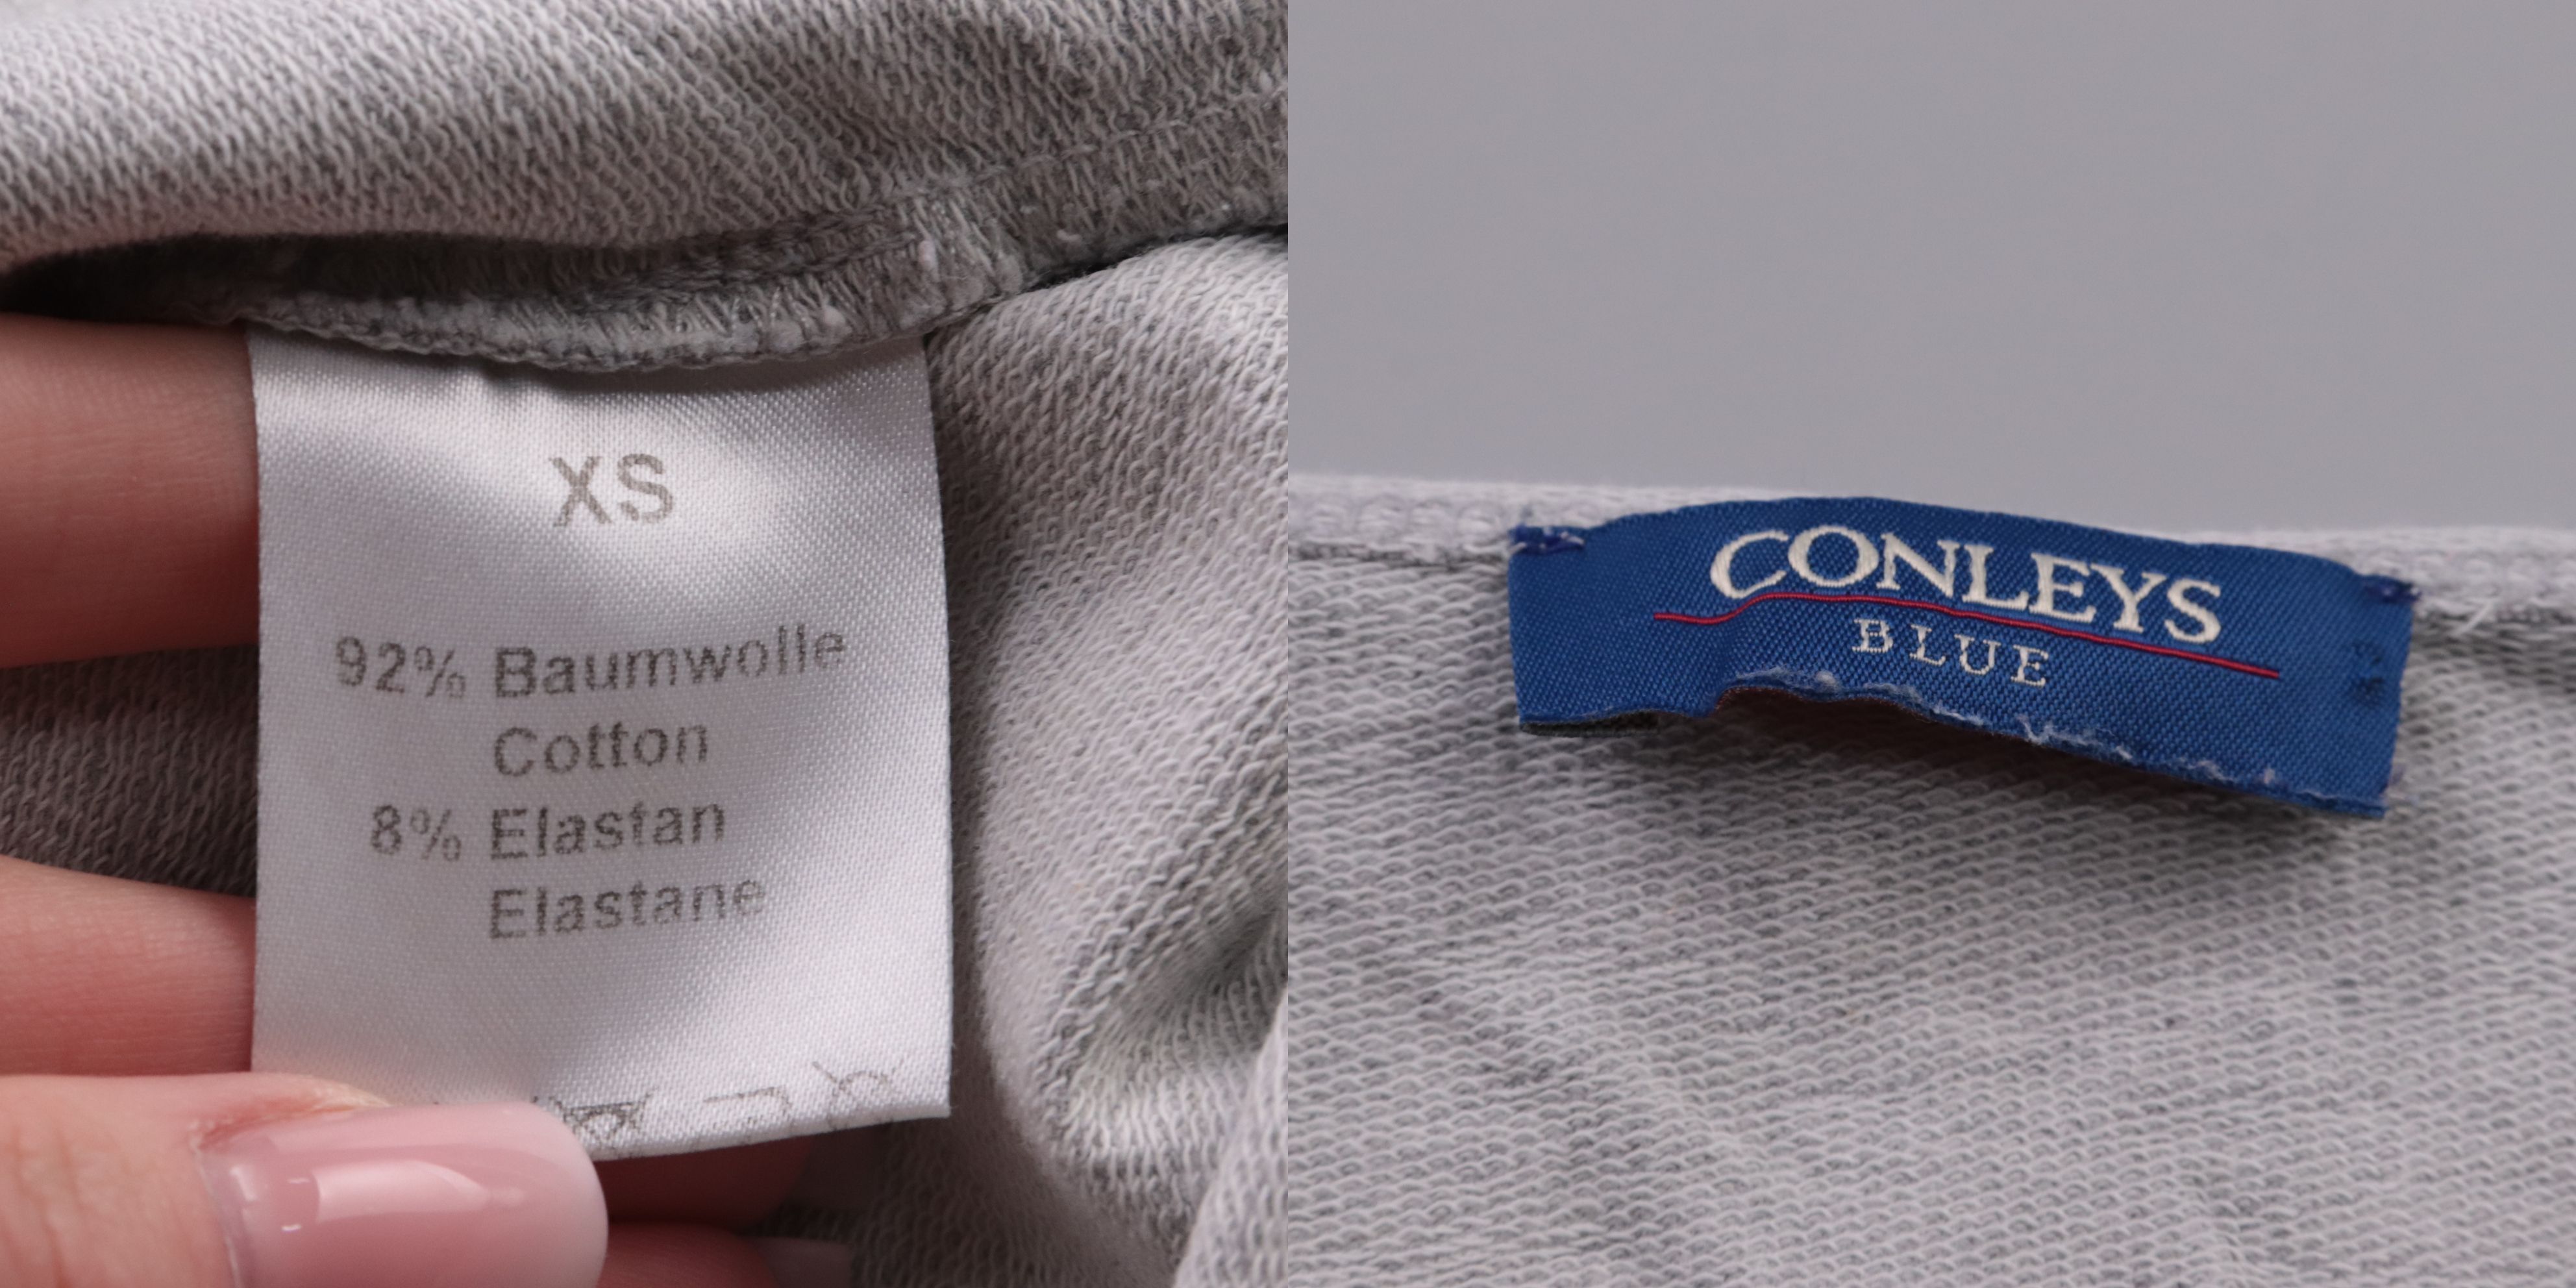 XS
92% Baumwolle
Cotton
8% Elastan
Elastane
CONLEYS
BLUE